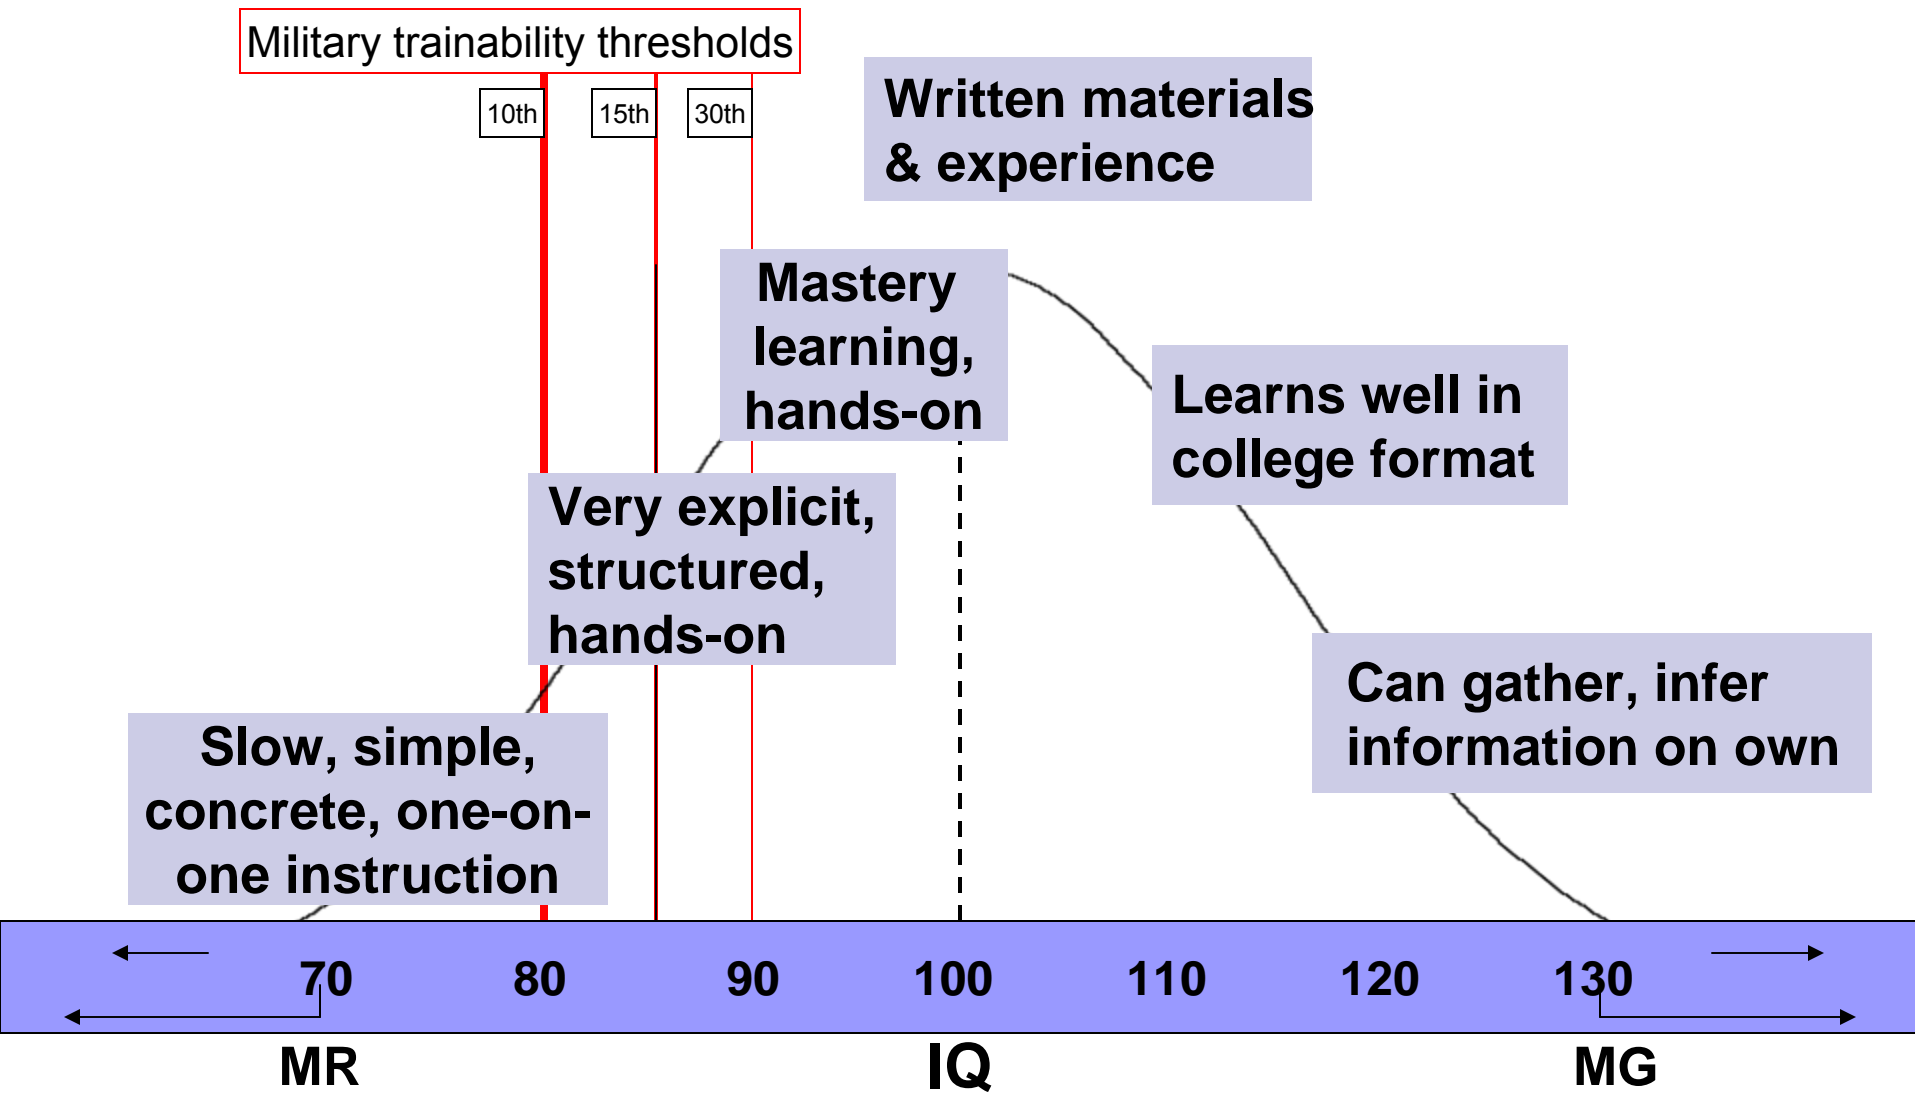 Military trainability thresholds
10th 15th 30th
Written materials
& experience
Mastery
learning,
hands-on
Learns well in
college format
Very explicit,
structured,
hands-on
Can gather, infer
information on own
Slow, simple,
concrete, one-on-
one instruction
70 80 90 100 110 120 130
MR IQ MG